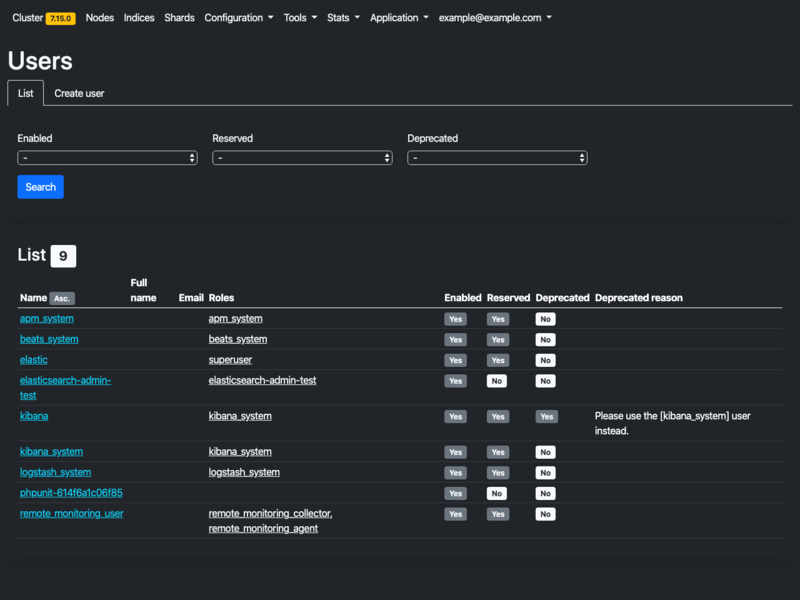 Cluster 7.15.0 Nodes Indices Shards Configuration Tools Stats Application example@example.com
Users
List Create user
Enabled Reserved Deprecated
- - -
Search
List 9
Name Asc. Full name Email Roles Enabled Reserved Deprecated Deprecated reason
apm_system apm_system Yes Yes No
beats_system beats_system Yes Yes No
elastic superuser Yes Yes No
elasticsearch-admin- elasticsearch-admin-test Yes No No
test
kibana kibana_system Yes Yes Yes Please use the [kibana_system] user
instead.
kibana_system kibana_system Yes Yes No
logstash_system logstash_system Yes Yes No
phpunit-614f6a1c06f85 Yes No No
remote_monitoring_user remote_monitoring_collector, Yes Yes No
remote_monitoring_agent